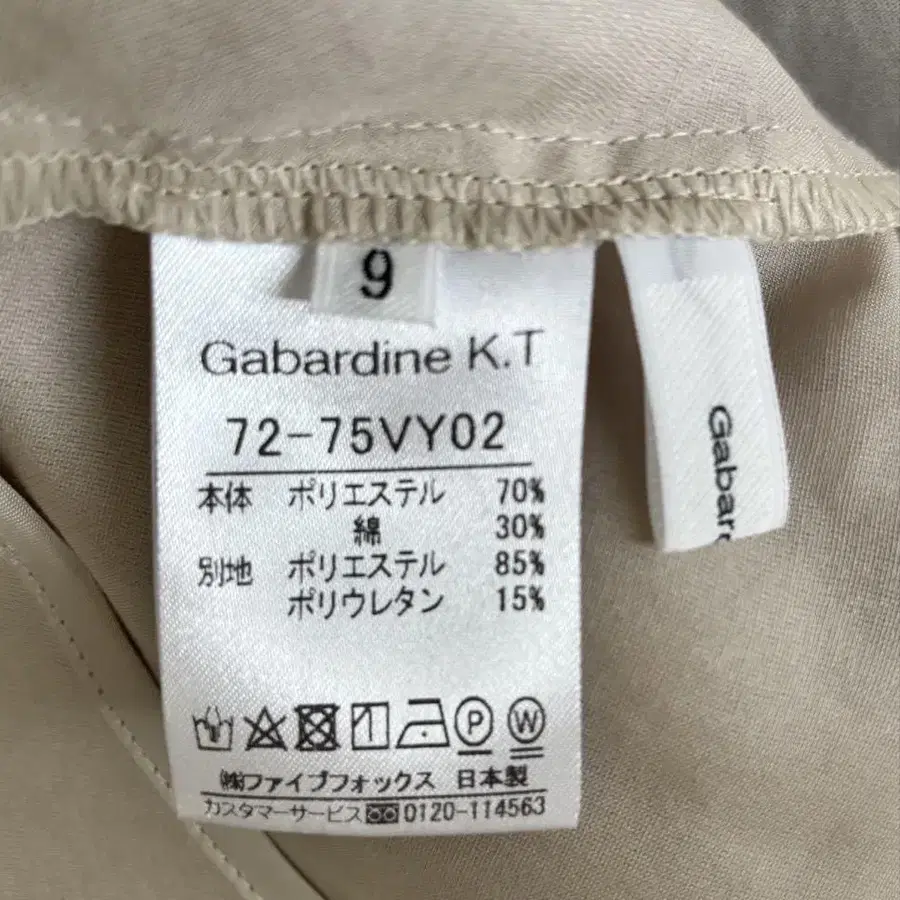 9
Gabardine K.T
72-75VY02
本体 ポリエステル 70%
綿 30%
別地 ポリエステル 85%
ポリウレタン 15%
P W
㈱ファイブフォックス 日本製
カスタマーサービス 0120-114563
Gabar